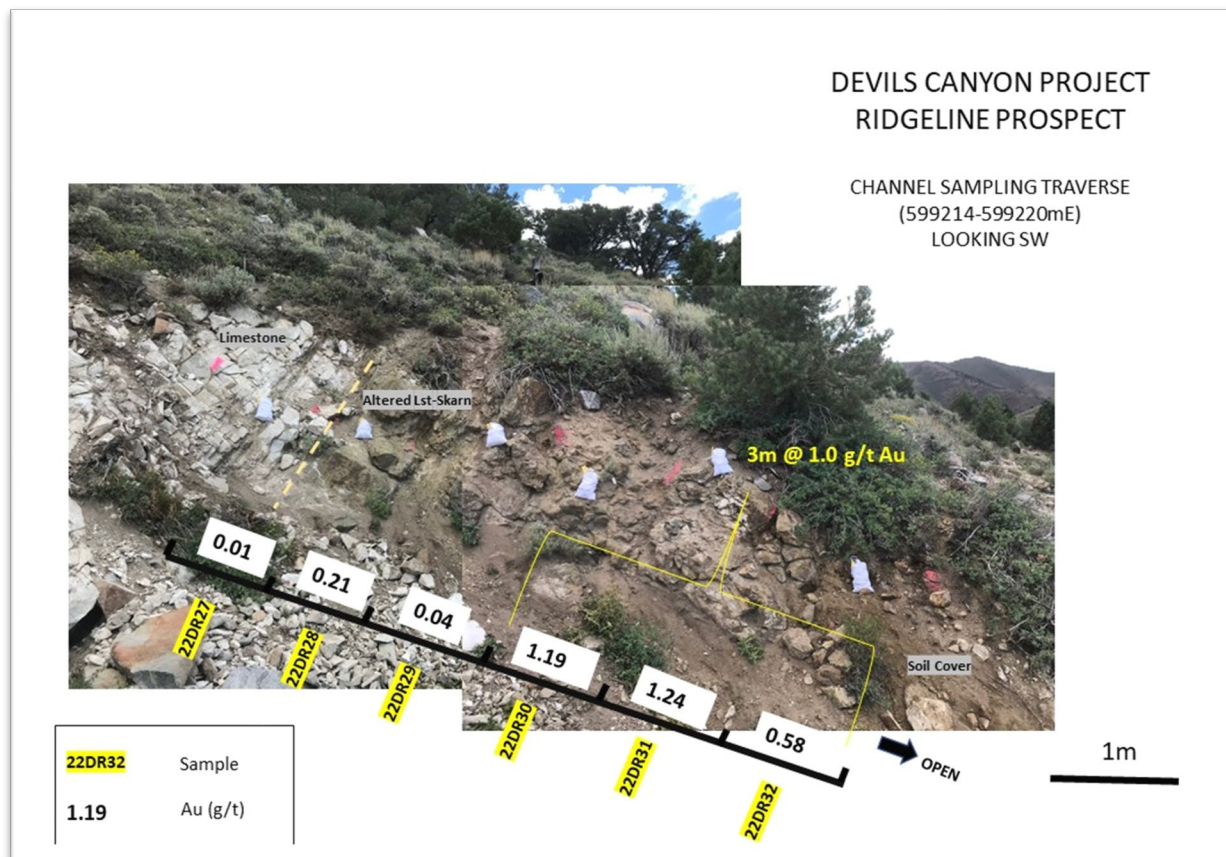 DEVILS CANYON PROJECT
RIDGELINE PROSPECT
CHANNEL SAMPLING TRAVERSE
(599214-599220mE)
LOOKING SW
Limestone
Altered Lst-Skarn
3m @ 1.0 g/t Au
0.01
0.21
0.04
1.19
1.24
0.58
22DR27
22DR28
22DR29
22DR30
22DR31
22DR32
Soil Cover
OPEN
1m
22DR32 Sample
1.19 Au (g/t)